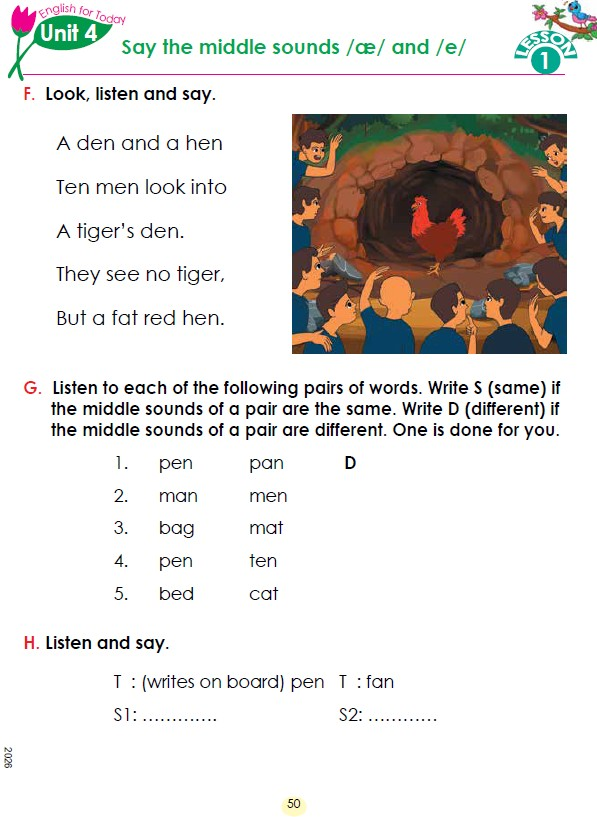 English for Today
Unit 4
Say the middle sounds /æ/ and /e/
LESSON
1
F. Look, listen and say.
A den and a hen
Ten men look into
A tiger's den.
They see no tiger,
But a fat red hen.
G. Listen to each of the following pairs of words. Write S (same) if
the middle sounds of a pair are the same. Write D (different) if
the middle sounds of a pair are different. One is done for you.
1. pen pan D
2. man men
3. bag mat
4. pen ten
5. bed cat
H. Listen and say.
T : (writes on board) pen T : fan
S1: ............. S2: ............
2026
50